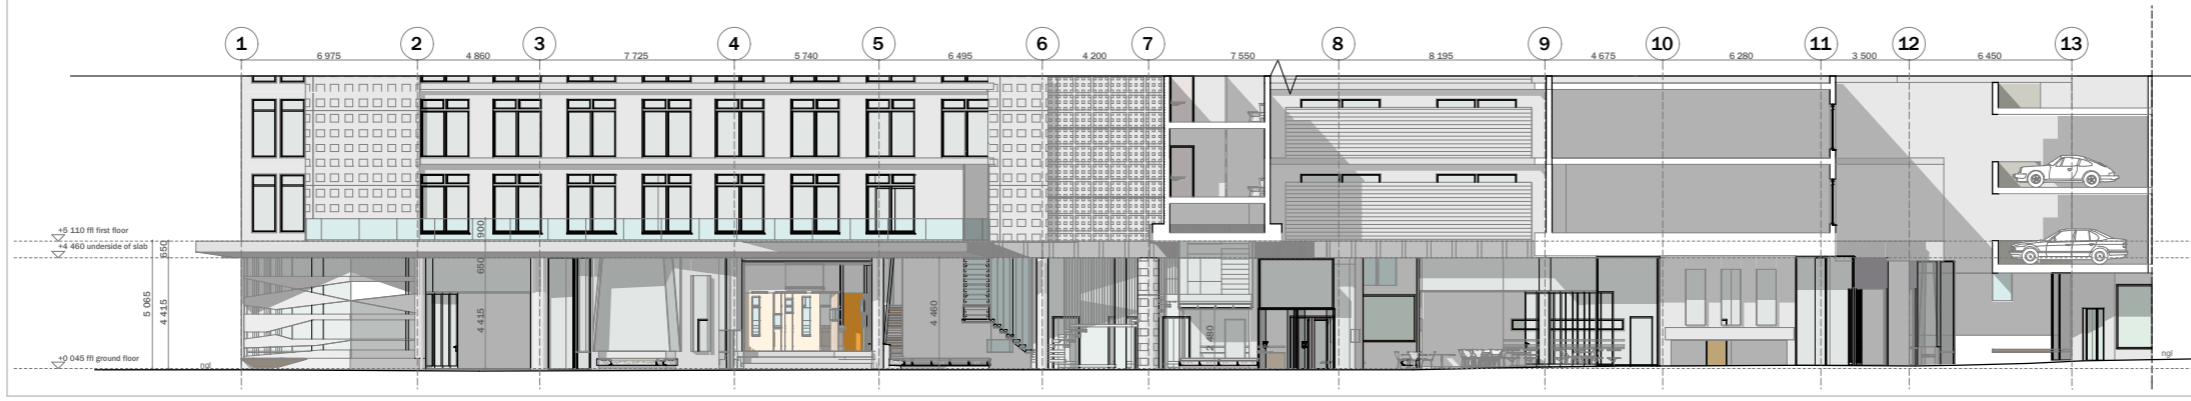 1 2 3 4 5 6 7 8 9 10 11 12 13
6 975 4 860 7 725 5 740 6 495 4 200 7 550 8 195 4 675 6 280 3 500 6 450
+5 110 ffl first floor
+4 460 underside of slab
650
900
650
5 065
4 415
4 415
4 460
2 480
+0 045 ffl ground floor
ngl
ngl